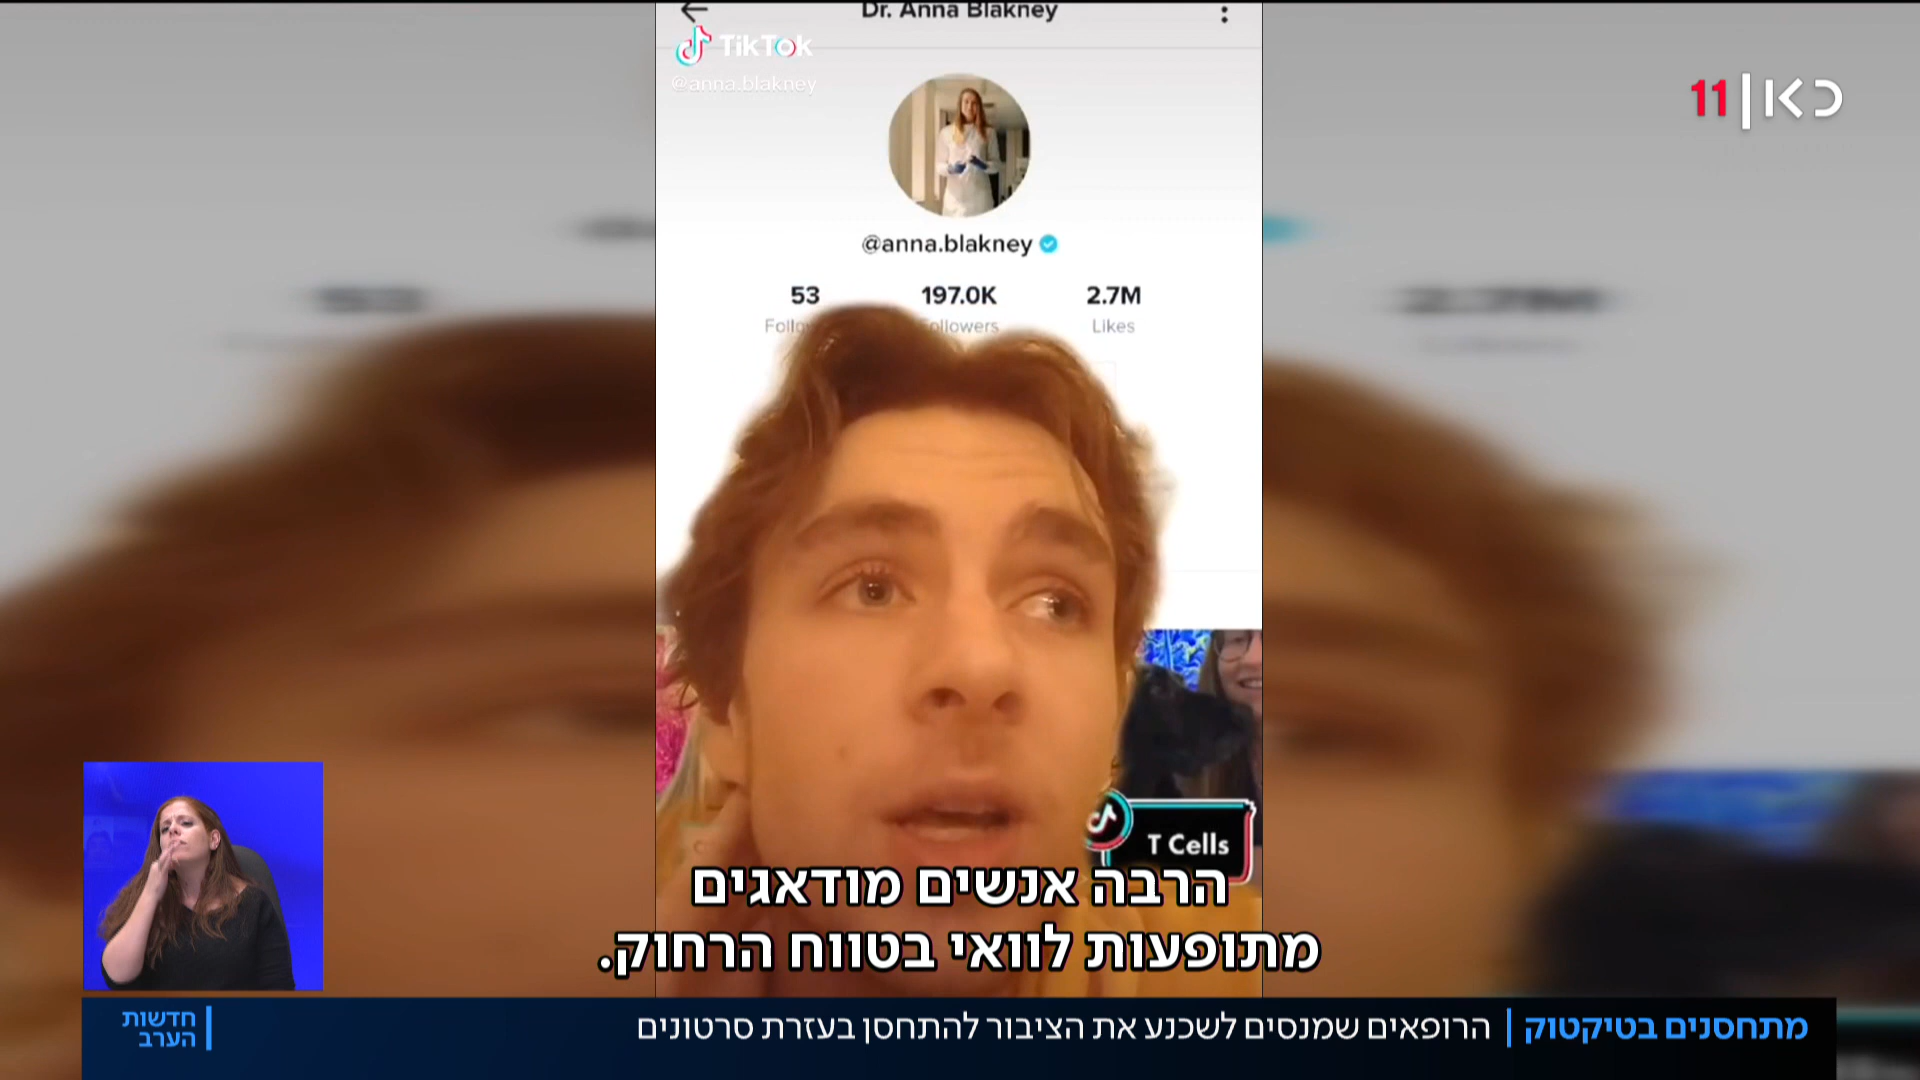 Dr. Anna Blakney
TikTok
@anna.blakney
כאן 11
@anna.blakney
53 197.0K 2.7M
Likes
T Cells
הרבה אנשים מודאגים
מתופעות לוואי בטווח הרחוק.
מתחסנים בטיקטוק | הרופאים שמנסים לשכנע את הציבור להתחסן בעזרת סרטונים
חדשות
הערב